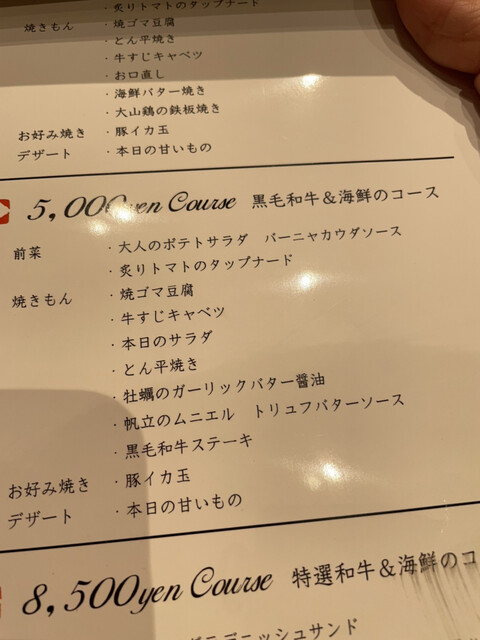 ・炙りトマトのタップナード
焼きもん ・焼ゴマ豆腐
・とん平焼き
・牛すじキャベツ
・お口直し
・海鮮バター焼き
・大山鶏の鉄板焼き
お好み焼き ・豚イカ玉
デザート ・本日の甘いもの
5,000yen Course 黒毛和牛&海鮮のコース
前菜 ・大人のポテトサラダ バーニャカウダソース
・炙りトマトのタップナード
焼きもん ・焼ゴマ豆腐
・牛すじキャベツ
・本日のサラダ
・とん平焼き
・牡蠣のガーリックバター醤油
・帆立のムニエル トリュフバターソース
・黒毛和牛ステーキ
お好み焼き ・豚イカ玉
デザート ・本日の甘いもの
8,500yen Course 特選和牛&海鮮のコ
デニッシュサンド